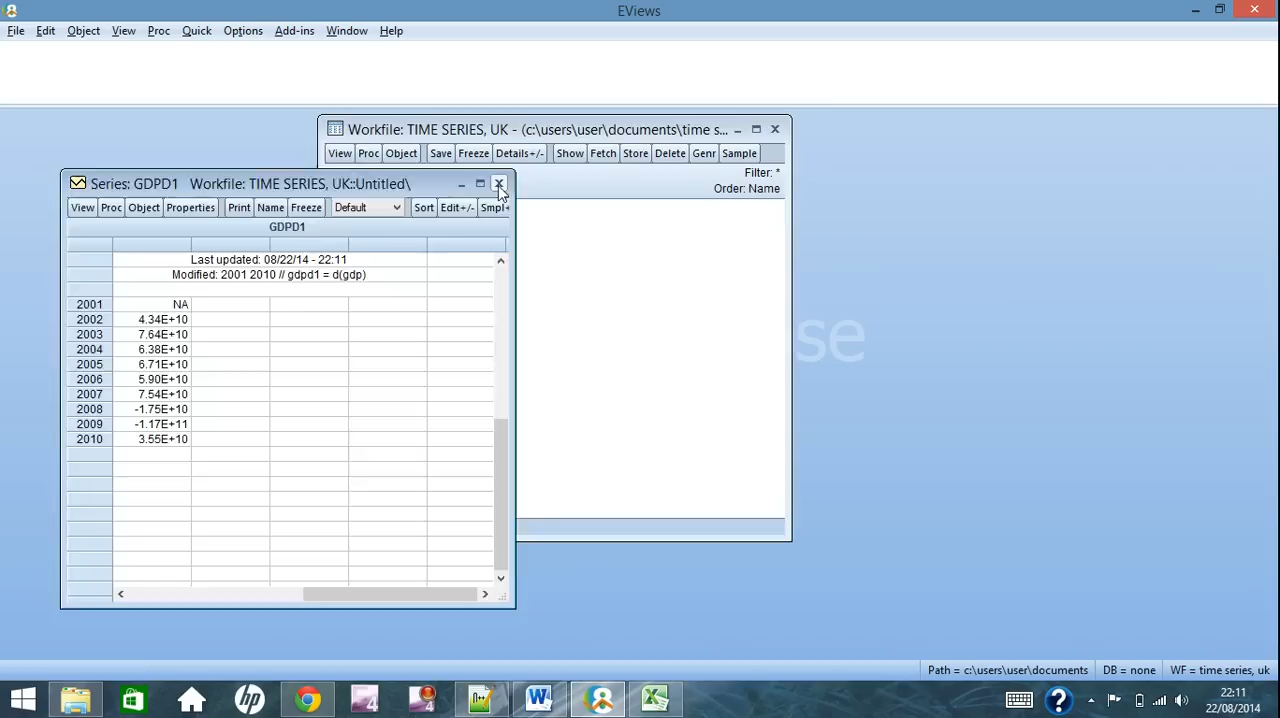 EViews
File Edit Object View Proc Quick Options Add-ins Window Help
Workfile: TIME SERIES, UK - (c:\users\user\documents\time s...
View Proc Object Save Freeze Details+/- Show Fetch Store Delete Genr Sample
Filter: *
Order: Name
Series: GDPD1 Workfile: TIME SERIES, UK::Untitled\
View Proc Object Properties Print Name Freeze Default Sort Edit+/- Smpl+
GDPD1
Last updated: 08/22/14 - 22:11
Modified: 2001 2010 // gdpd1 = d(gdp)
2001 NA
2002 4.34E+10
2003 7.64E+10
2004 6.38E+10
2005 6.71E+10
2006 5.90E+10
2007 7.54E+10
2008 -1.75E+10
2009 -1.17E+11
2010 3.55E+10
se
Path = c:\users\user\documents DB = none WF = time series, uk
hp
4
4
22:11
22/08/2014